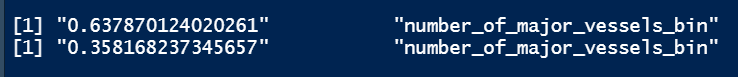 [1] "0.637870124020261" "number_of_major_vessels_bin"
[1] "0.358168237345657" "number_of_major_vessels_bin"